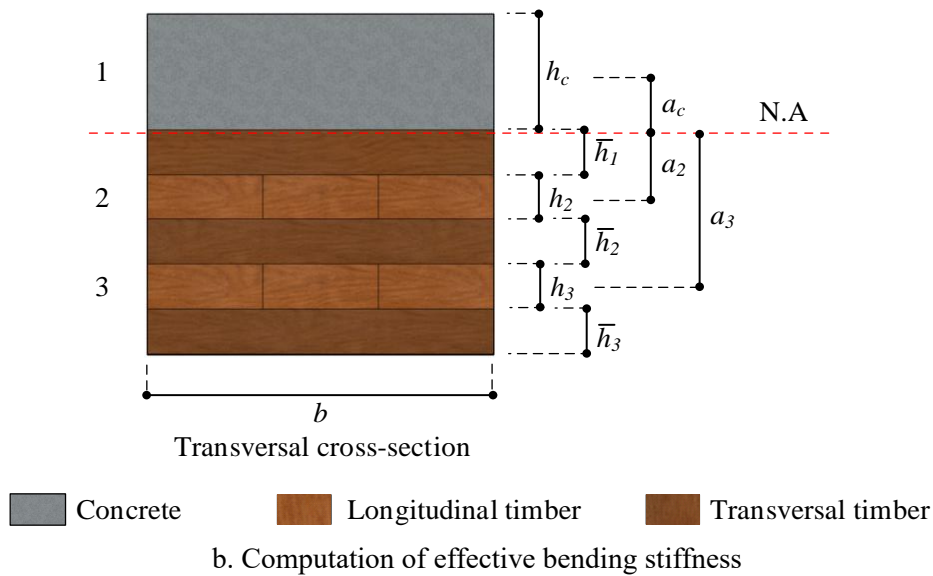 1
2
3
h_c
h̅_1
h_2
h̅_2
h_3
h̅_3
a_c
a_2
a_3
N.A
b
Transversal cross-section
Concrete
Longitudinal timber
Transversal timber
b. Computation of effective bending stiffness